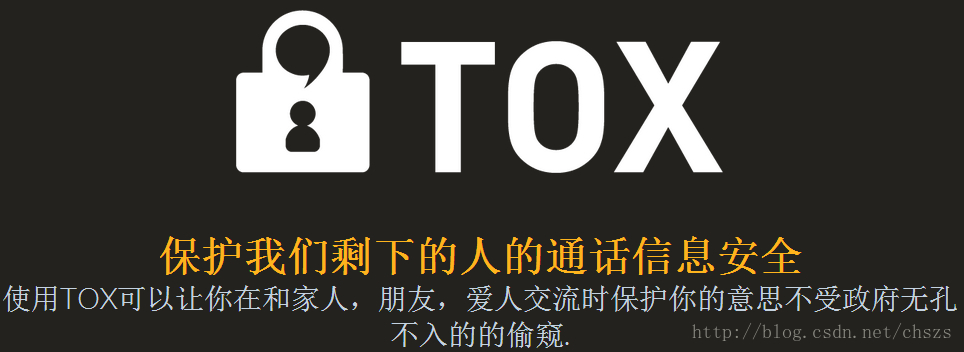 TOX
保护我们剩下的人的通话信息安全
使用TOX可以让你在和家人，朋友，爱人交流时保护你的意思不受政府无孔
不入的的偷窥.
http://blog.csdn.net/chszs